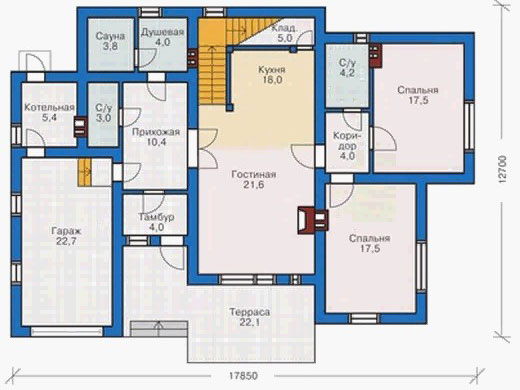 Сауна
3,8
Душевая
4,0
Клад.
5,0
Кухня
18,0
С/у
4,2
Спальня
17,5
Котельная
5,4
С/у
3,0
Прихожая
10,4
Кори-
дор
4,0
Гостиная
21,6
Гараж
22,7
Тамбур
4,0
Спальня
17,5
Терраса
22,1
12700
17850